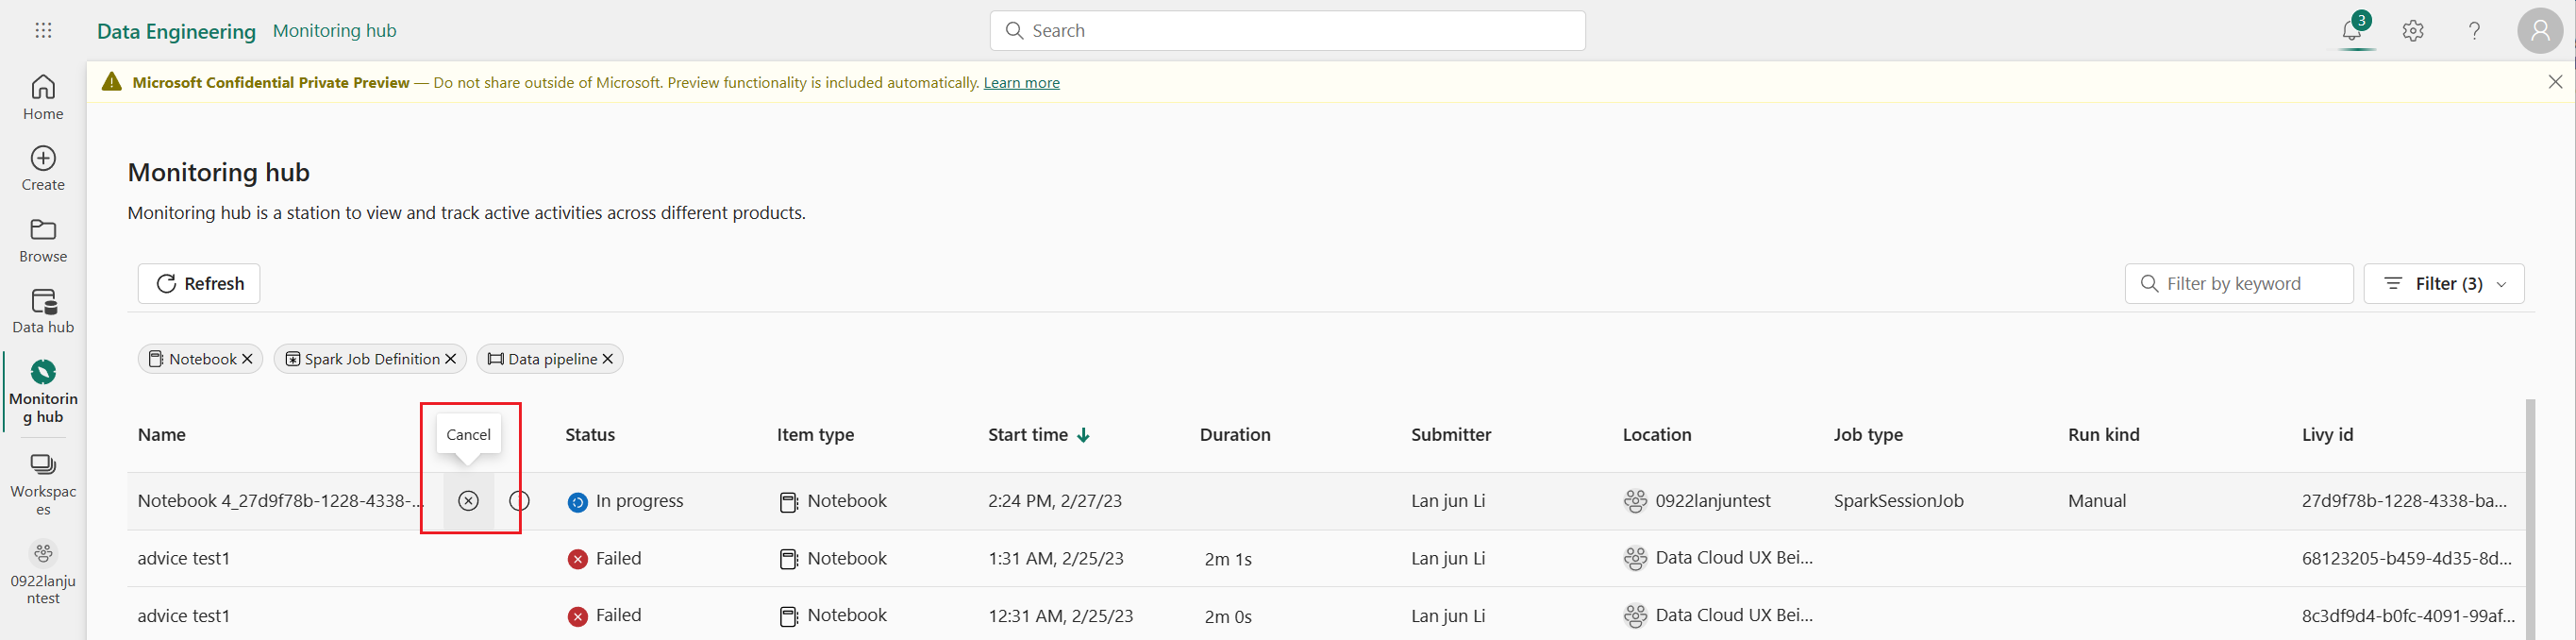 Data Engineering Monitoring hub Search 3
Microsoft Confidential Private Preview — Do not share outside of Microsoft. Preview functionality is included automatically. Learn more
Home
Create
Browse
Data hub
Monitorin
g hub
Workspac
es
0922lanju
ntest
Monitoring hub
Monitoring hub is a station to view and track active activities across different products.
Refresh Filter by keyword Filter (3)
Notebook Spark Job Definition Data pipeline
Cancel
Name Status Item type Start time Duration Submitter Location Job type Run kind Livy id
Notebook 4_27d9f78b-1228-4338-... In progress Notebook 2:24 PM, 2/27/23 Lan jun Li 0922lanjuntest SparkSessionJob Manual 27d9f78b-1228-4338-ba...
advice test1 Failed Notebook 1:31 AM, 2/25/23 2m 1s Lan jun Li Data Cloud UX Bei... 68123205-b459-4d35-8d...
advice test1 Failed Notebook 12:31 AM, 2/25/23 2m 0s Lan jun Li Data Cloud UX Bei... 8c3df9d4-b0fc-4091-99af...